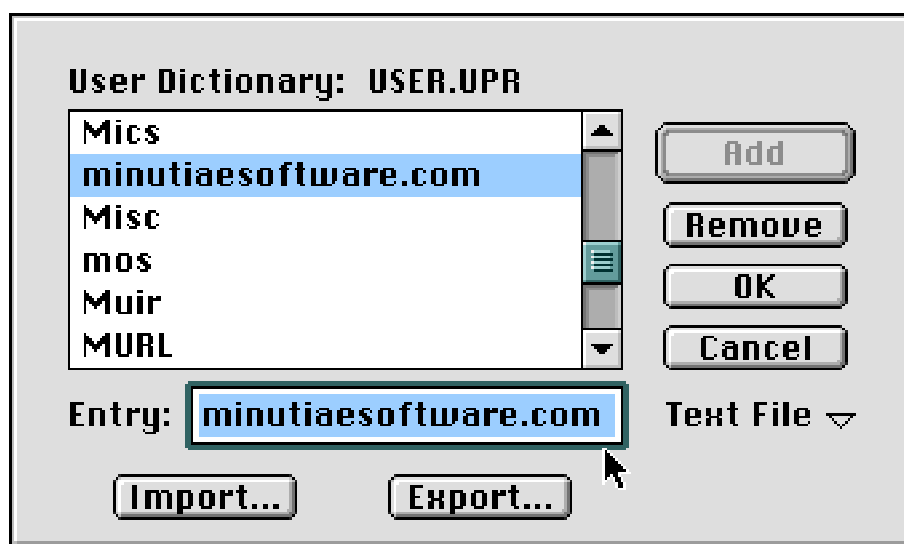 User Dictionary: USER.UPR
Mics
minutiaesoftware.com
Misc
mos
Muir
MURL
Add
Remove
OK
Cancel
Entry: minutiaesoftware.com
Text File
Import...
Export...